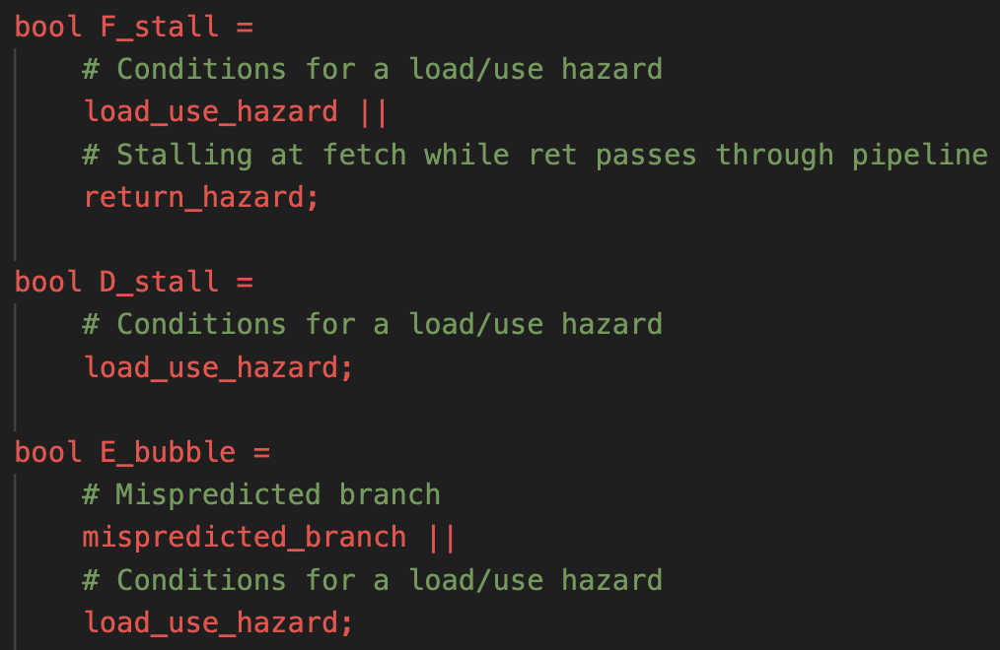 bool F_stall =
    # Conditions for a load/use hazard
    load_use_hazard ||
    # Stalling at fetch while ret passes through pipeline
    return_hazard;

bool D_stall =
    # Conditions for a load/use hazard
    load_use_hazard;

bool E_bubble =
    # Mispredicted branch
    mispredicted_branch ||
    # Conditions for a load/use hazard
    load_use_hazard;